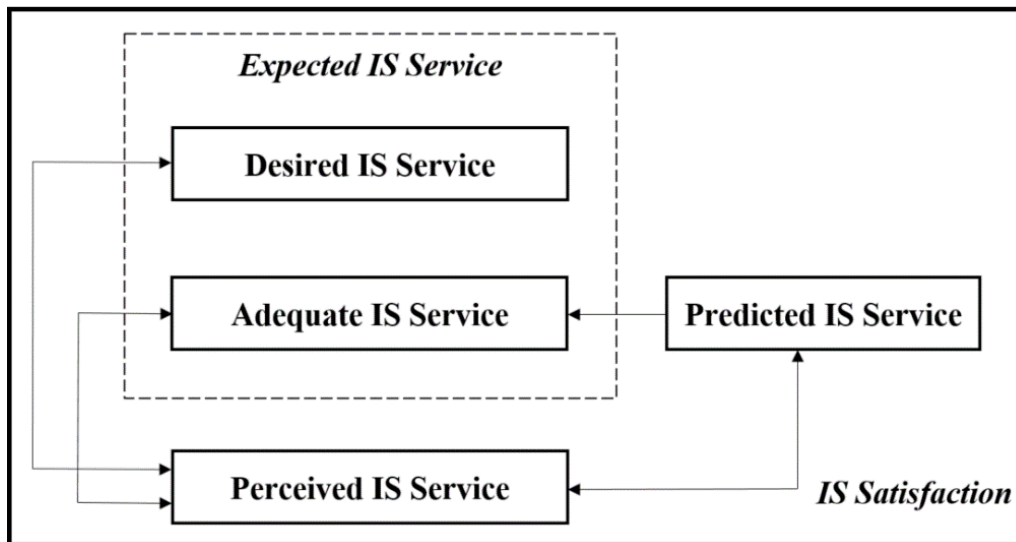 Expected IS Service
Desired IS Service
Adequate IS Service
Predicted IS Service
Perceived IS Service
IS Satisfaction